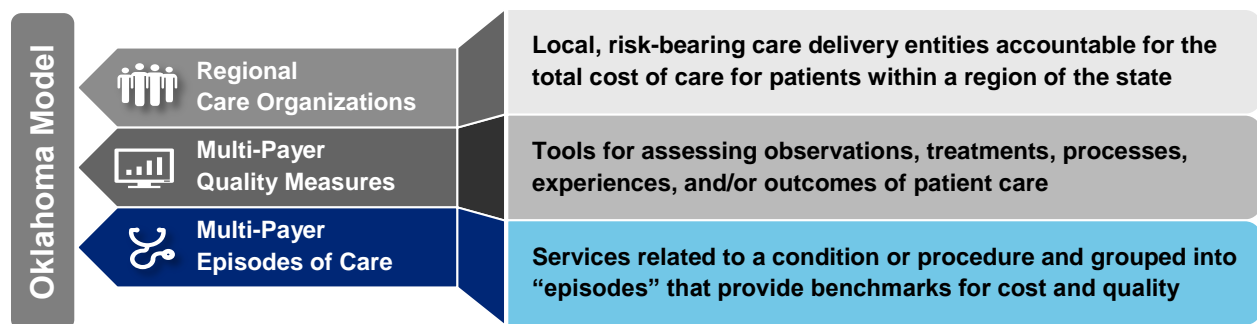 Oklahoma Model
Regional
Care Organizations
Local, risk-bearing care delivery entities accountable for the
total cost of care for patients within a region of the state
Multi-Payer
Quality Measures
Tools for assessing observations, treatments, processes,
experiences, and/or outcomes of patient care
Multi-Payer
Episodes of Care
Services related to a condition or procedure and grouped into
“episodes” that provide benchmarks for cost and quality